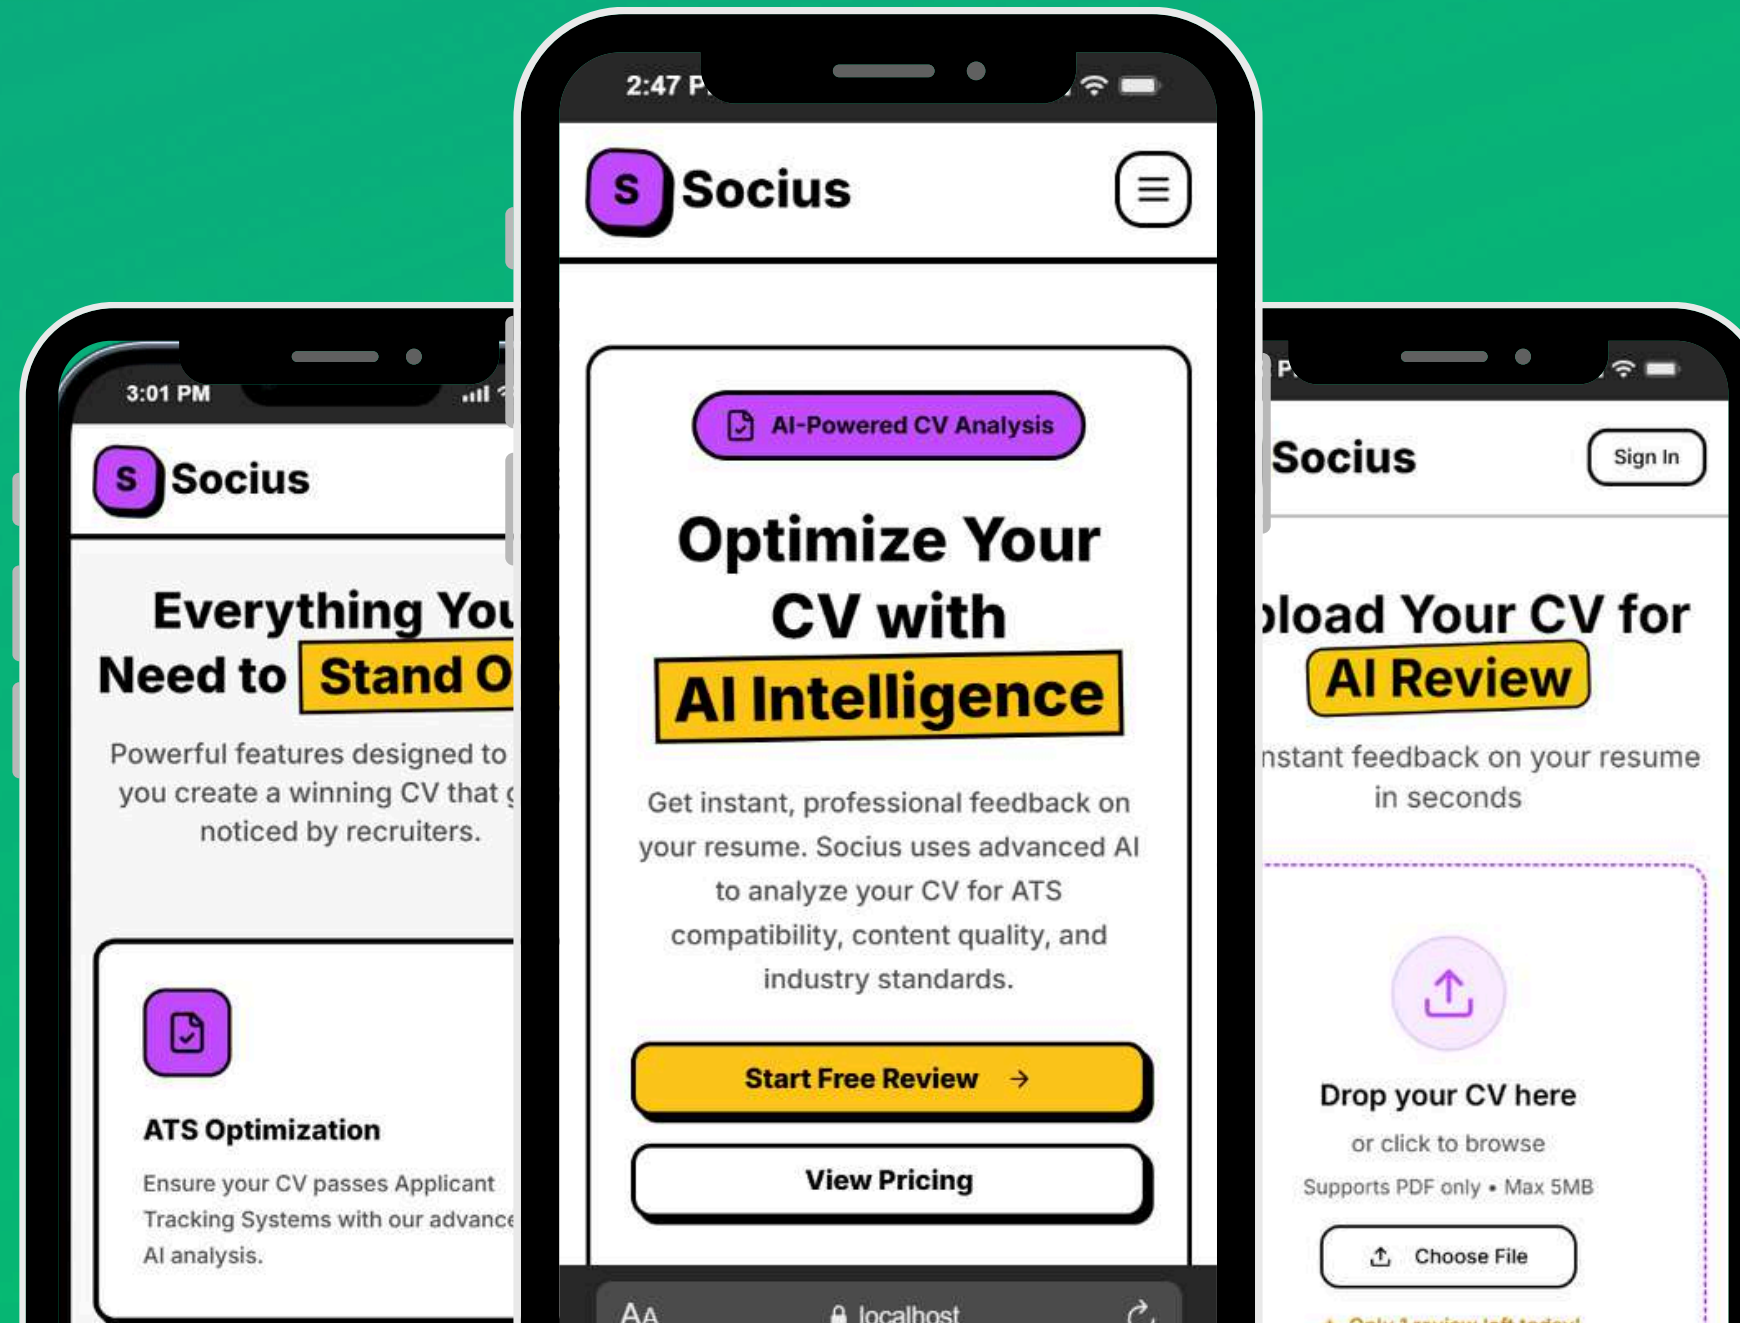 3:01 PM
S Socius
Everything You
Need to Stand O
Powerful features designed to
you create a winning CV that
noticed by recruiters.
ATS Optimization
Ensure your CV passes Applicant
Tracking Systems with our advance
AI analysis.
2:47 P
S Socius
AI-Powered CV Analysis
Optimize Your
CV with
AI Intelligence
Get instant, professional feedback on
your resume. Socius uses advanced AI
to analyze your CV for ATS
compatibility, content quality, and
industry standards.
Start Free Review →
View Pricing
AA localhost
P
Socius
Sign In
pload Your CV for
AI Review
nstant feedback on your resume
in seconds
Drop your CV here
or click to browse
Supports PDF only • Max 5MB
Choose File
Only 1 review left today!